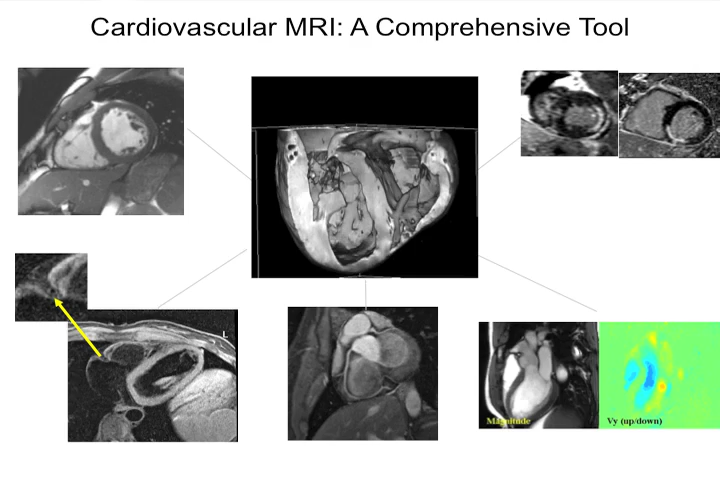 Cardiovascular MRI: A Comprehensive Tool
L
Magnitude
Vy (up/down)